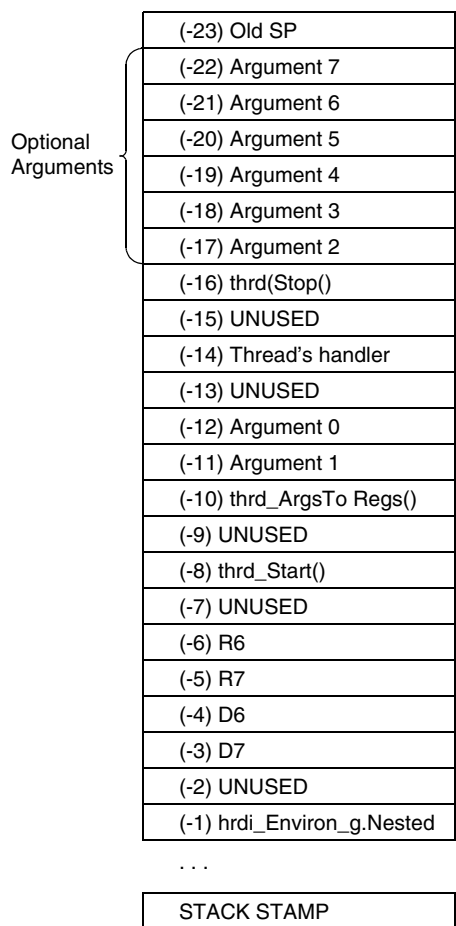 (-23) Old SP
Optional
Arguments
(-22) Argument 7
(-21) Argument 6
(-20) Argument 5
(-19) Argument 4
(-18) Argument 3
(-17) Argument 2
(-16) thrd(Stop()
(-15) UNUSED
(-14) Thread’s handler
(-13) UNUSED
(-12) Argument 0
(-11) Argument 1
(-10) thrd_ArgsTo Regs()
(-9) UNUSED
(-8) thrd_Start()
(-7) UNUSED
(-6) R6
(-5) R7
(-4) D6
(-3) D7
(-2) UNUSED
(-1) hrdi_Environ_g.Nested
. . .
STACK STAMP